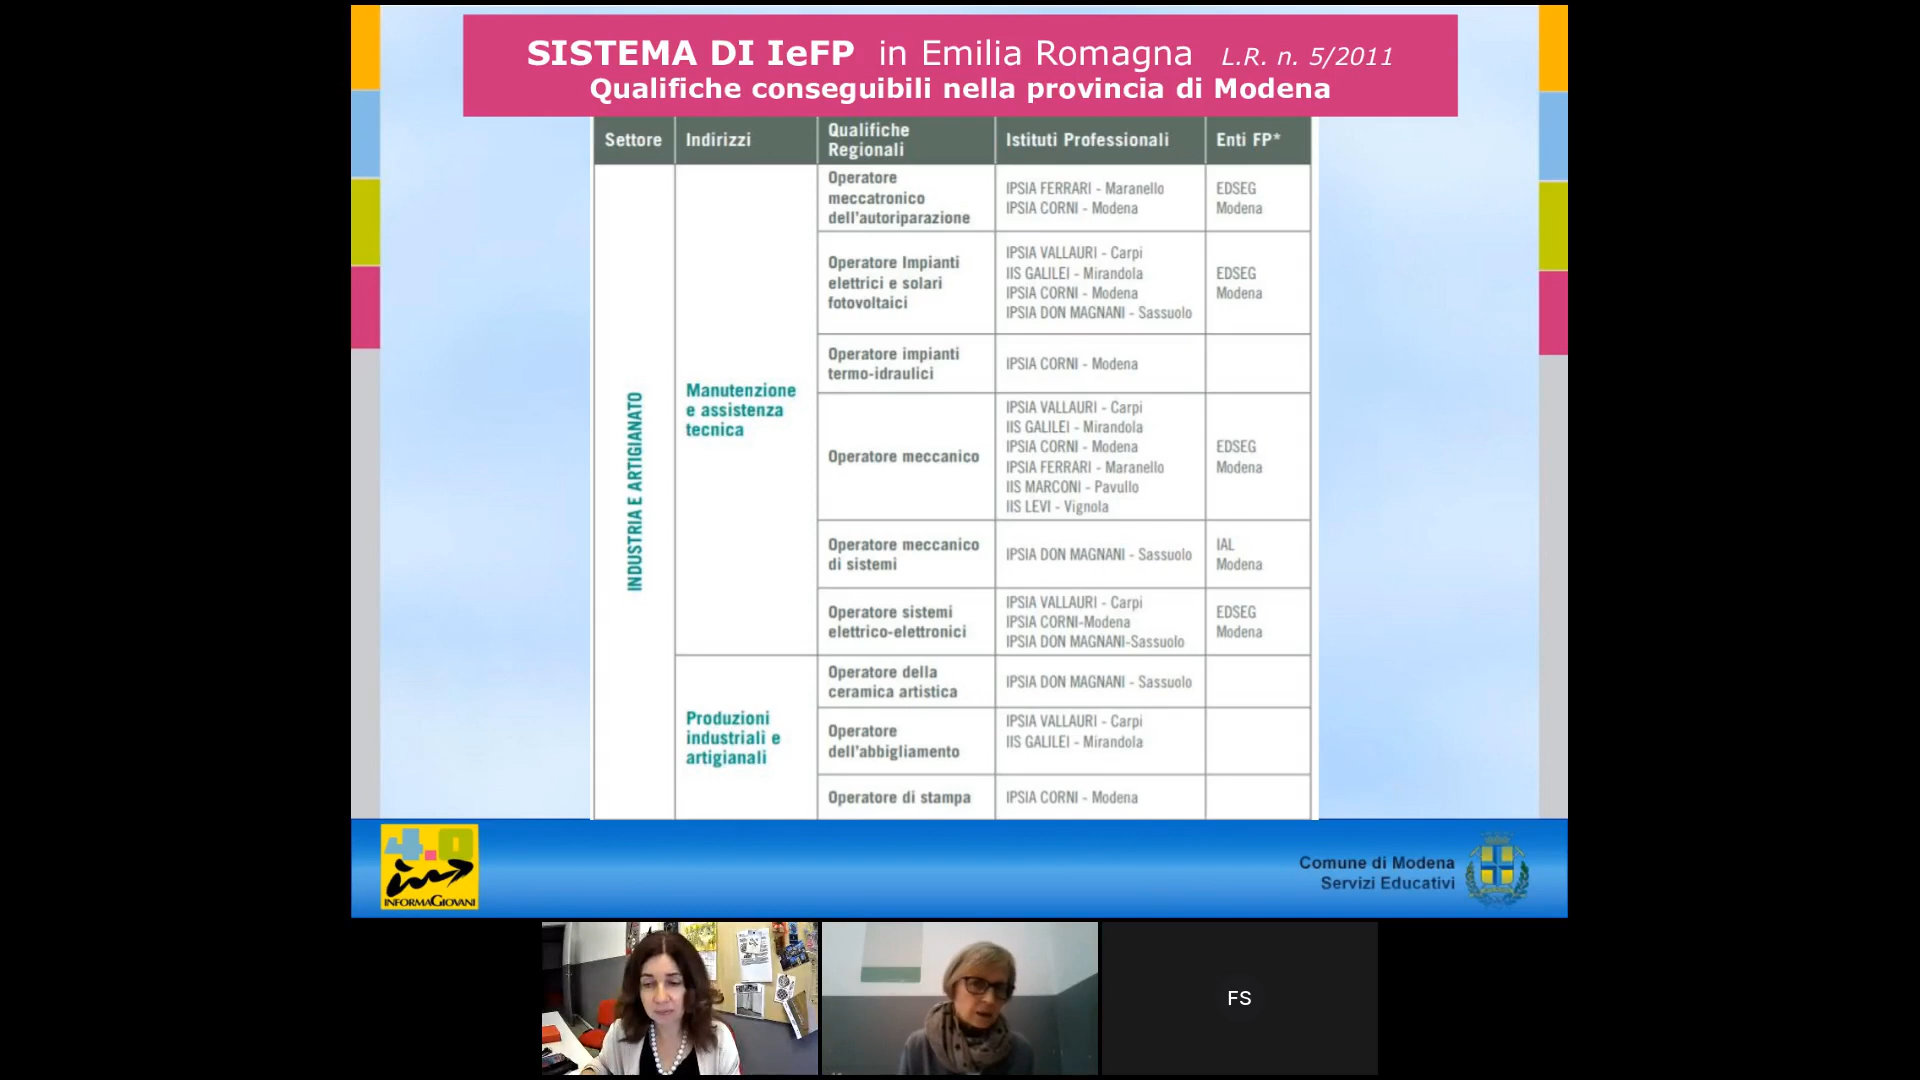 SISTEMA DI IeFP in Emilia Romagna L.R. n. 5/2011
Qualifiche conseguibili nella provincia di Modena
Settore
Indirizzi
Qualifiche
Regionali
Istituti Professionali
Enti FP*
INDUSTRIA E ARTIGIANATO
Manutenzione
e assistenza
tecnica
Operatore
meccatronico
dell'autoriparazione
IPSIA FERRARI - Maranello
IPSIA CORNI - Modena
EDSEG
Modena
Operatore Impianti
elettrici e solari
fotovoltaici
IPSIA VALLAURI - Carpi
IIS GALILEI - Mirandola
IPSIA CORNI - Modena
IPSIA DON MAGNANI - Sassuolo
EDSEG
Modena
Operatore impianti
termo-idraulici
IPSIA CORNI - Modena
Operatore meccanico
IPSIA VALLAURI - Carpi
IIS GALILEI - Mirandola
IPSIA CORNI - Modena
IPSIA FERRARI - Maranello
IIS MARCONI - Pavullo
IIS LEVI - Vignola
EDSEG
Modena
Operatore meccanico
di sistemi
IPSIA DON MAGNANI - Sassuolo
IAL
Modena
Operatore sistemi
elettrico-elettronici
IPSIA VALLAURI - Carpi
IPSIA CORNI-Modena
IPSIA DON MAGNANI-Sassuolo
EDSEG
Modena
Produzioni
industriali e
artigianali
Operatore della
ceramica artistica
IPSIA DON MAGNANI - Sassuolo
Operatore
dell'abbigliamento
IPSIA VALLAURI - Carpi
IIS GALILEI - Mirandola
Operatore di stampa
IPSIA CORNI - Modena
4.0
INFORMAGIOVANI
Comune di Modena
Servizi Educativi
FS